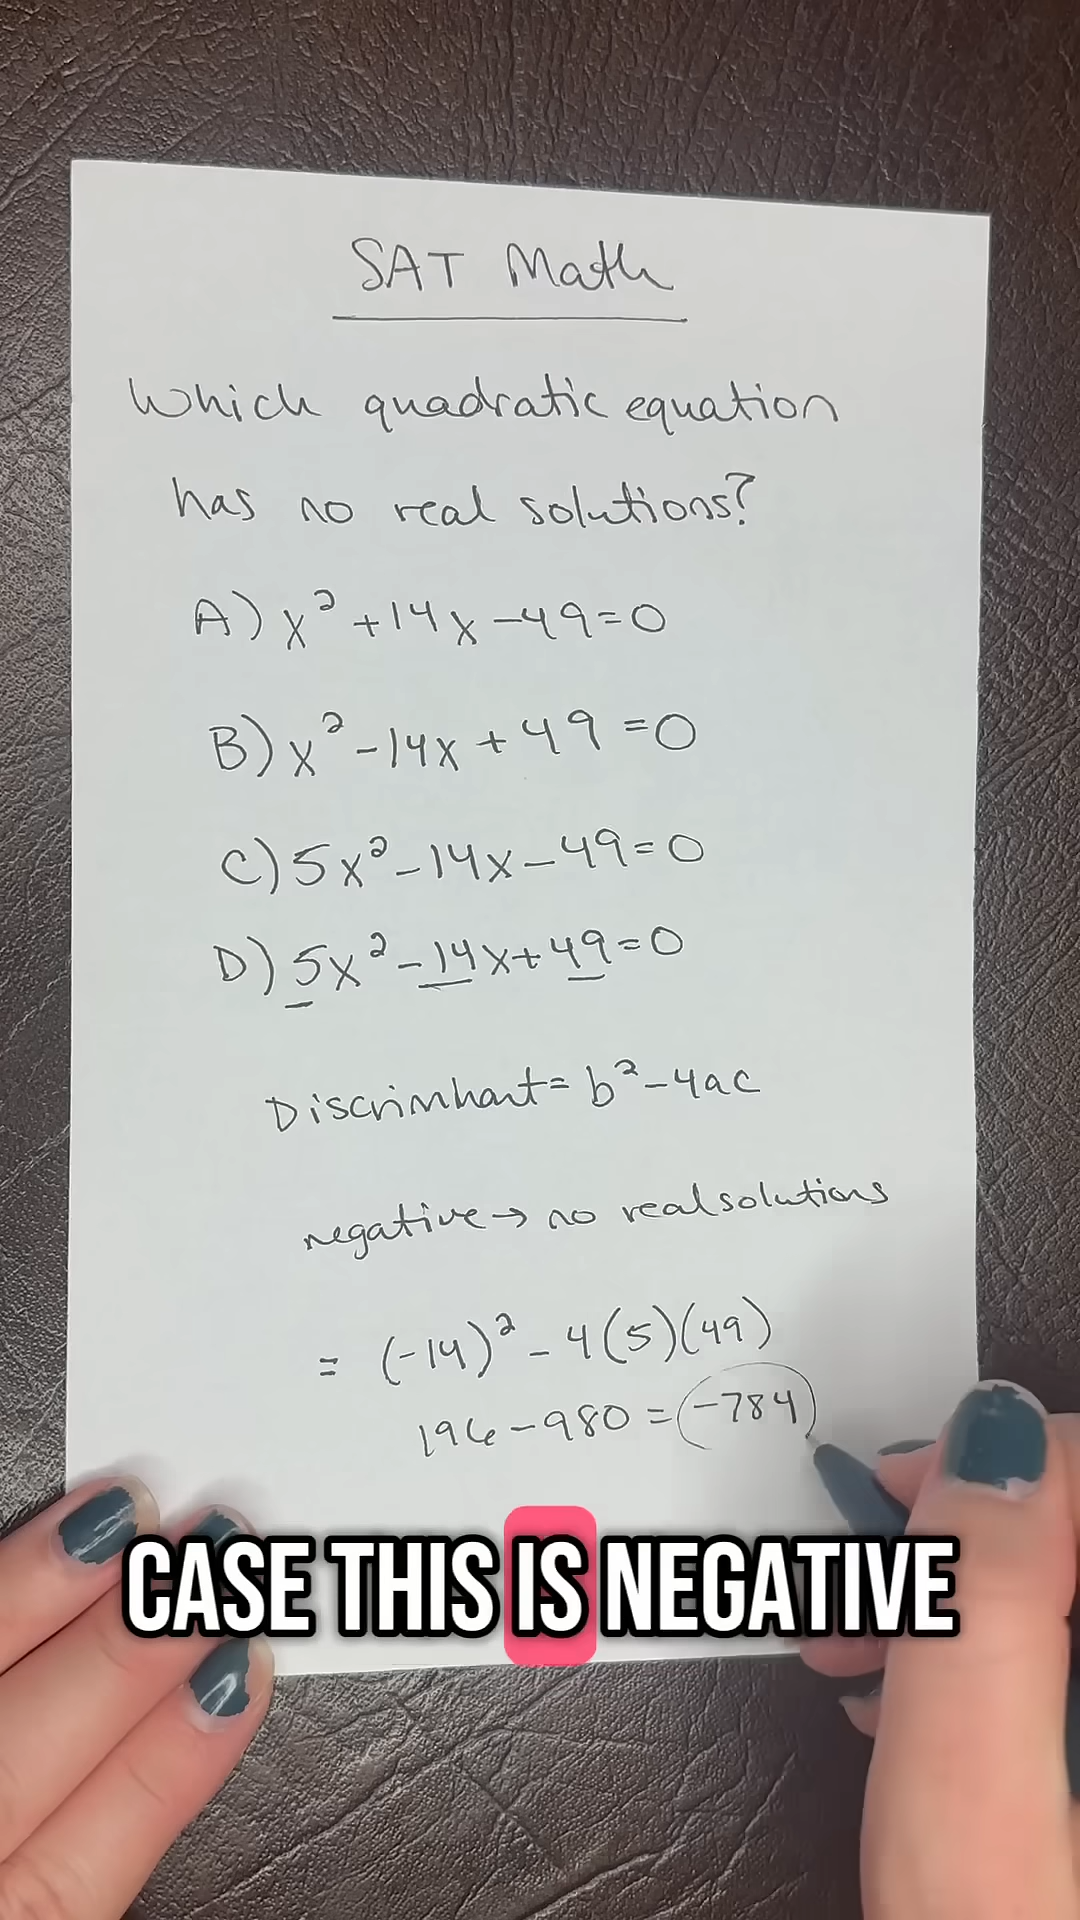 SAT Math
Which quadratic equation
has no real solutions?
A) x² + 14x - 49 = 0
B) x² - 14x + 49 = 0
C) 5x² - 14x - 49 = 0
D) 5x² - 14x + 49 = 0
Discriminant = b² - 4ac
negative → no real solutions
= (-14)² - 4(5)(49)
196 - 980 = -784
CASE THIS IS NEGATIVE